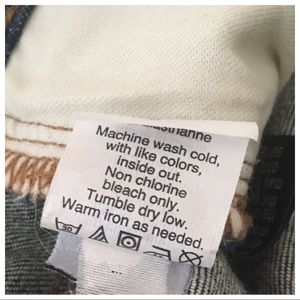 Machine wash cold,
with like colors,
inside out.
Non chlorine
bleach only.
Tumble dry low.
Warm iron as needed.
30